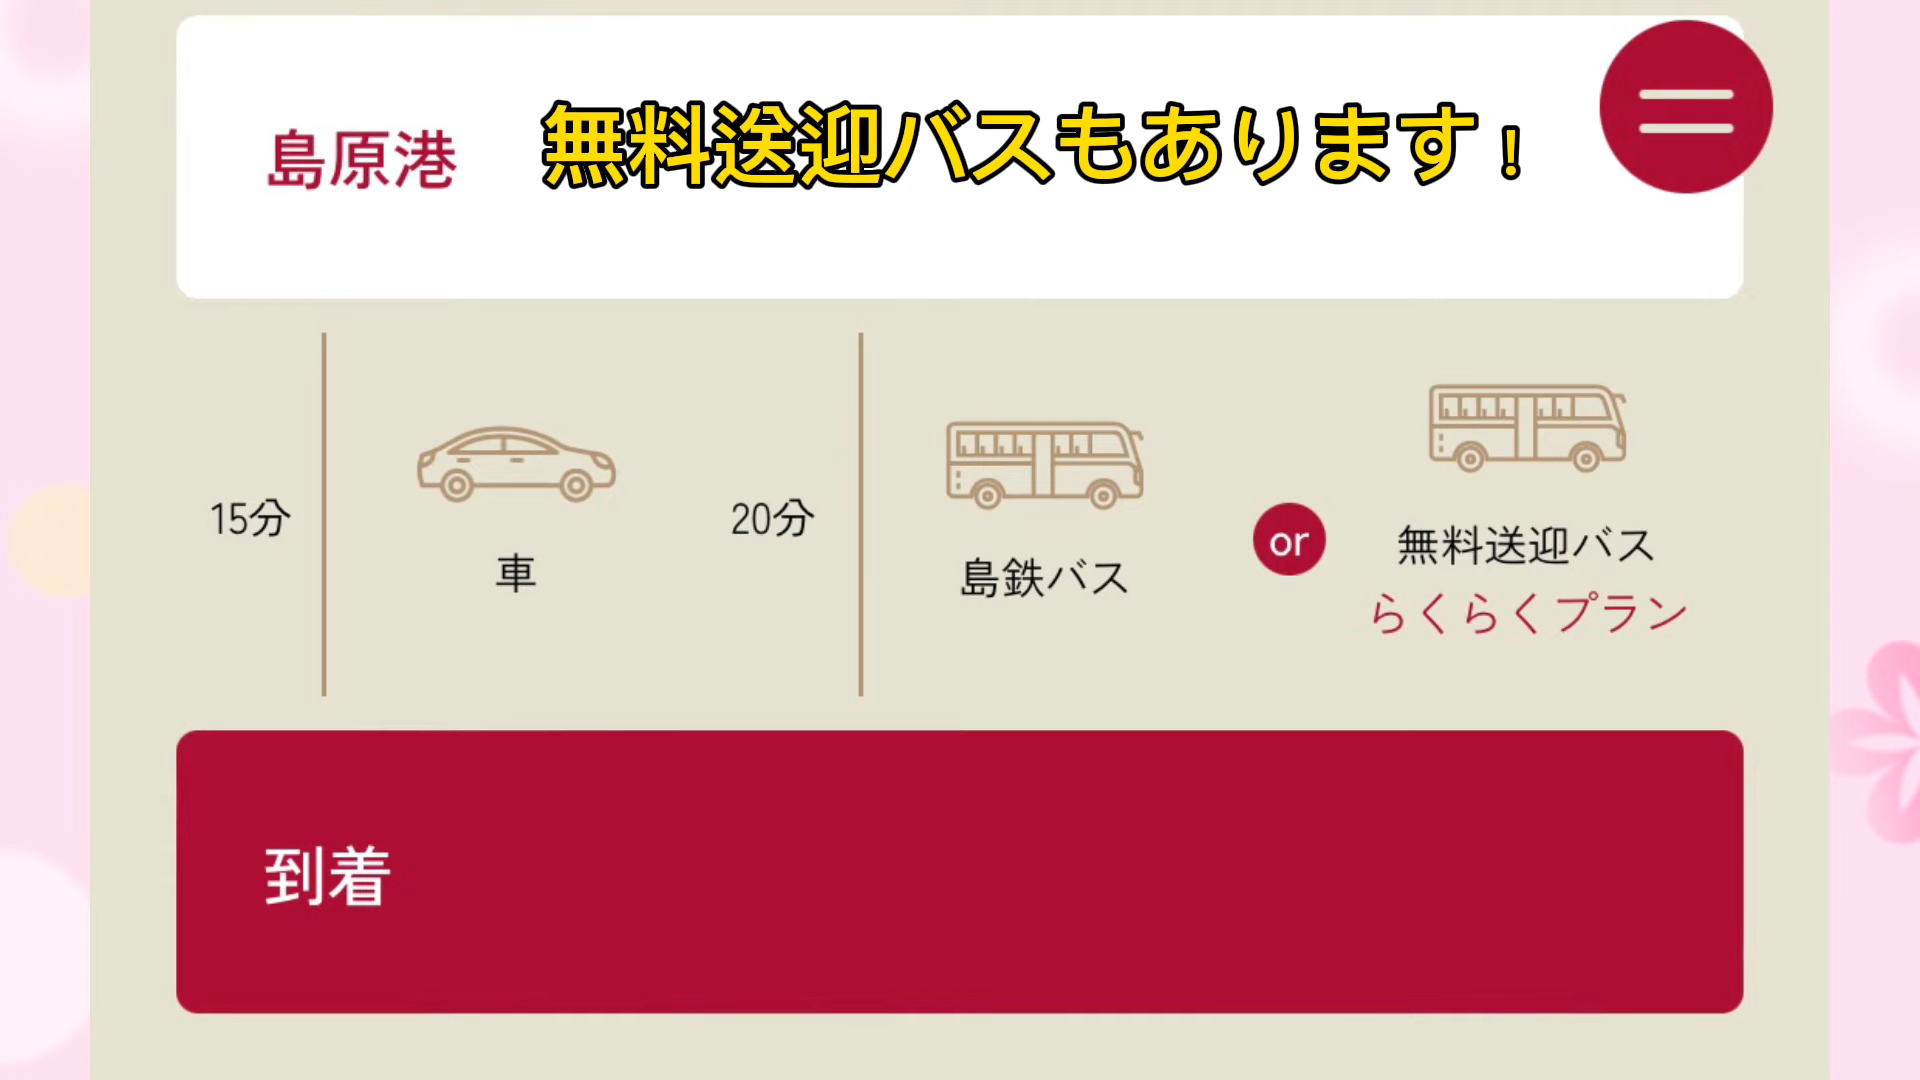 島原港
無料送迎バスもあります！
15分
車
20分
島鉄バス
or
無料送迎バス
らくらくプラン
到着